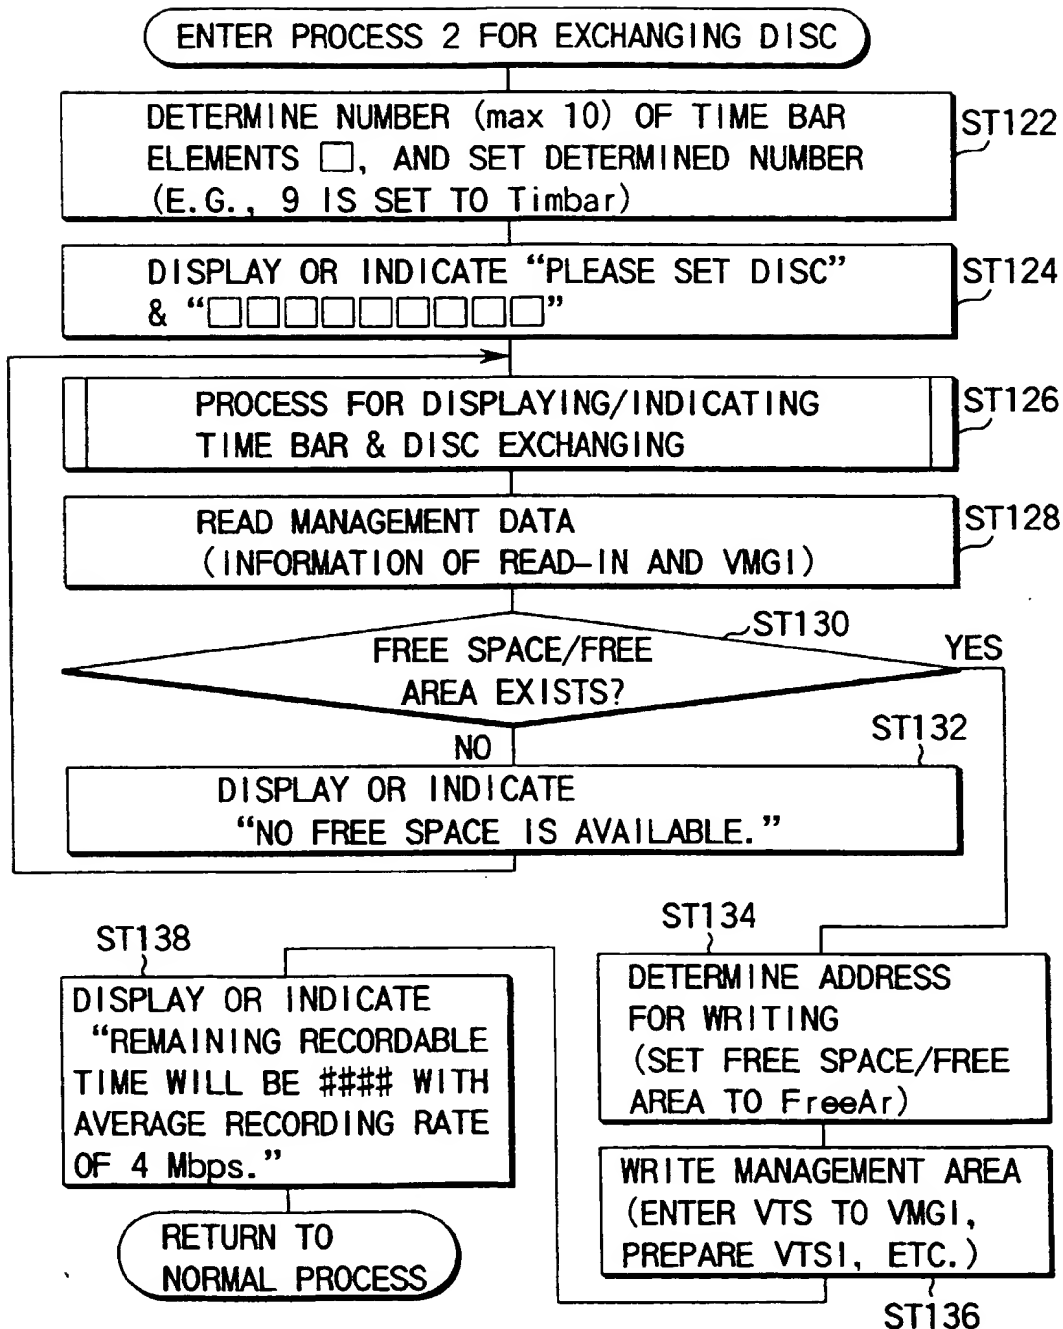 ENTER PROCESS 2 FOR EXCHANGING DISC
DETERMINE NUMBER (max 10) OF TIME BAR
ELEMENTS □, AND SET DETERMINED NUMBER
(E.G., 9 IS SET TO Timbar)
ST122
DISPLAY OR INDICATE “PLEASE SET DISC”
& “□□□□□□□□□”
ST124
PROCESS FOR DISPLAYING/INDICATING
TIME BAR & DISC EXCHANGING
ST126
READ MANAGEMENT DATA
(INFORMATION OF READ-IN AND VMGI)
ST128
ST130
FREE SPACE/FREE
AREA EXISTS?
YES
NO
ST132
DISPLAY OR INDICATE
“NO FREE SPACE IS AVAILABLE.”
ST134
DETERMINE ADDRESS
FOR WRITING
(SET FREE SPACE/FREE
AREA TO FreeAr)
WRITE MANAGEMENT AREA
(ENTER VTS TO VMGI,
PREPARE VTSI, ETC.)
ST136
ST138
DISPLAY OR INDICATE
“REMAINING RECORDABLE
TIME WILL BE #### WITH
AVERAGE RECORDING RATE
OF 4 Mbps.”
RETURN TO
NORMAL PROCESS